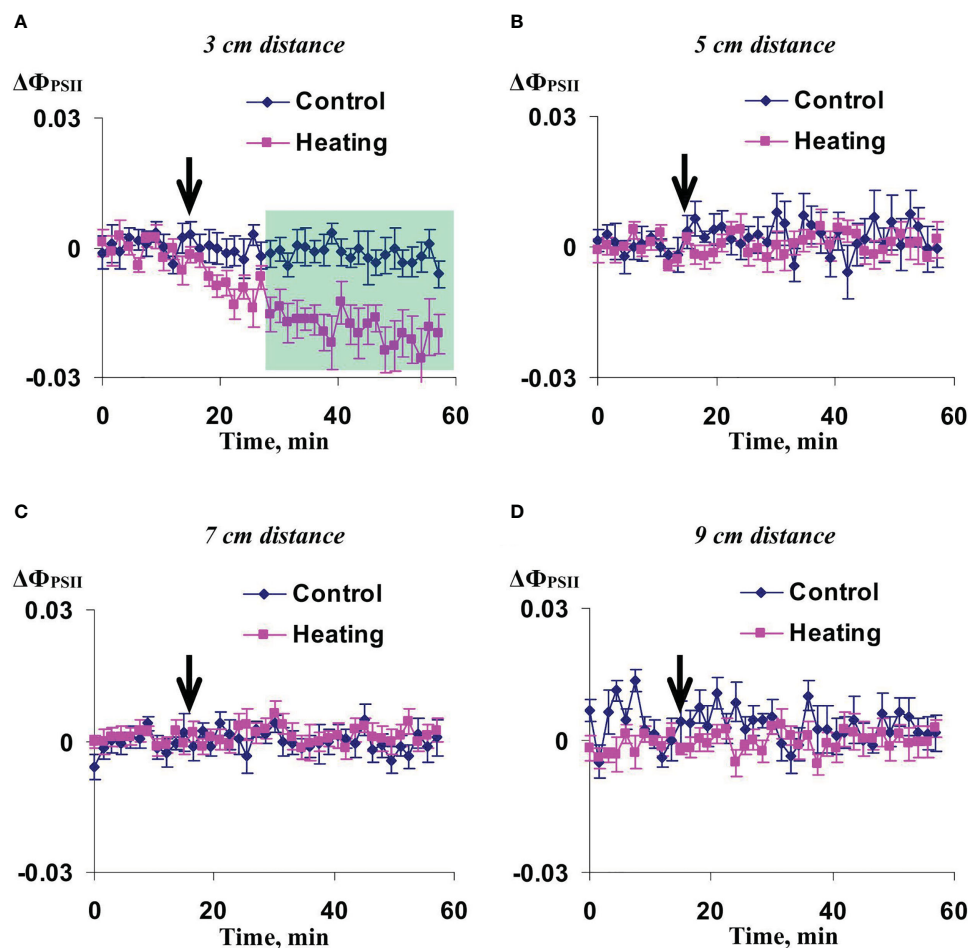 A
3 cm distance
ΔΦPSII
Control
Heating
0.03
0
-0.03
0 20 40 60
Time, min
B
5 cm distance
ΔΦPSII
Control
Heating
0.03
0
-0.03
0 20 40 60
Time, min
C
7 cm distance
ΔΦPSII
Control
Heating
0.03
0
-0.03
0 20 40 60
Time, min
D
9 cm distance
ΔΦPSII
Control
Heating
0.03
0
-0.03
0 20 40 60
Time, min